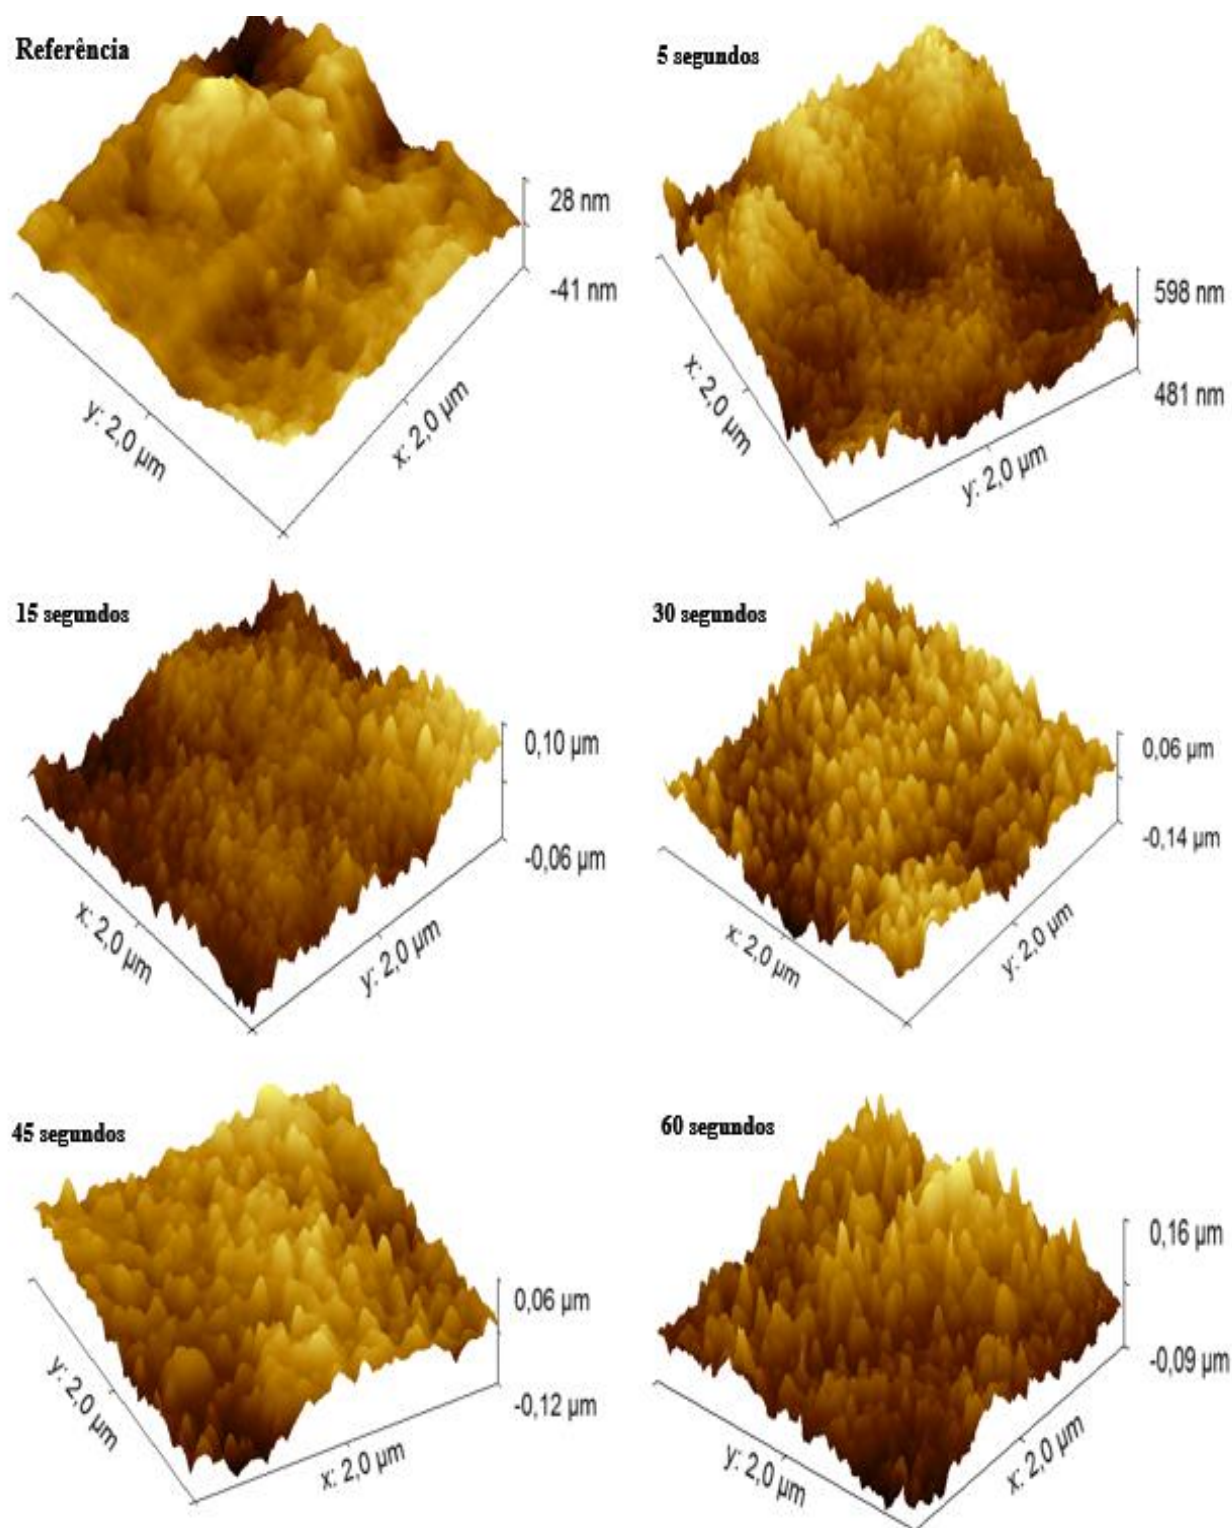 Referência
28 nm
-41 nm
y: 2,0 µm
x: 2,0 µm
5 segundos
598 nm
481 nm
x: 2,0 µm
y: 2,0 µm
15 segundos
0,10 µm
-0,06 µm
x: 2,0 µm
y: 2,0 µm
30 segundos
0,06 µm
-0,14 µm
x: 2,0 µm
y: 2,0 µm
45 segundos
0,06 µm
-0,12 µm
y: 2,0 µm
x: 2,0 µm
60 segundos
0,16 µm
-0,09 µm
y: 2,0 µm
x: 2,0 µm